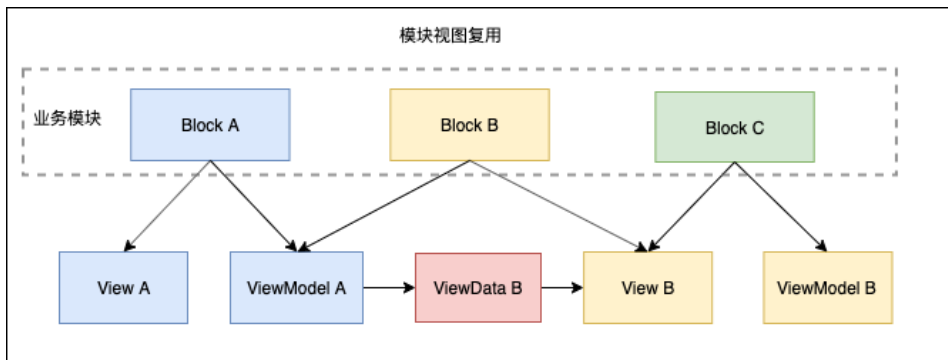 模块视图复用
业务模块
Block A
Block B
Block C
View A
ViewModel A
ViewData B
View B
ViewModel B